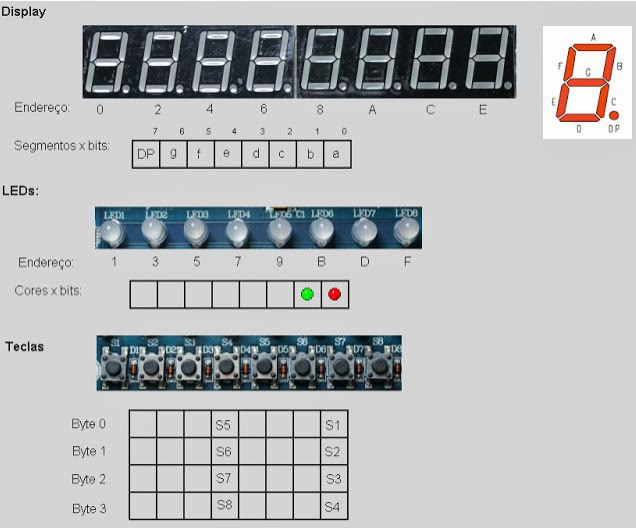 Display
A
F B
G
E C
D DP
Endereço: 0 2 4 6 8 A C E
7 6 5 4 3 2 1 0
Segmentos x bits: DP g f e d c b a
LEDs:
LED1 LED2 LED3 LED4 LED5 C1 LED6 LED7 LED8
Endereço: 1 3 5 7 9 B D F
Cores x bits:
Teclas
S1 S2 S3 S4 S5 S6 S7 S8
D1 D2 D3 D4 D5 D6 D7 D8
Byte 0 S5 S1
Byte 1 S6 S2
Byte 2 S7 S3
Byte 3 S8 S4